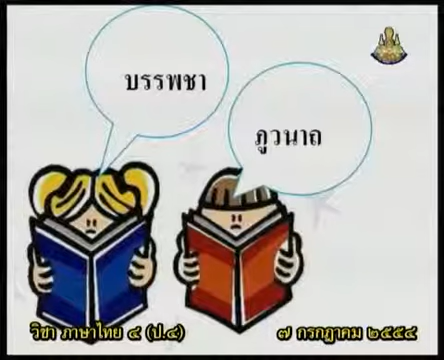 บรรพชา
ภูวนาถ
วิชา ภาษาไทย ๔ (ป.๔)
๗ กรกฎาคม ๒๕๕๔